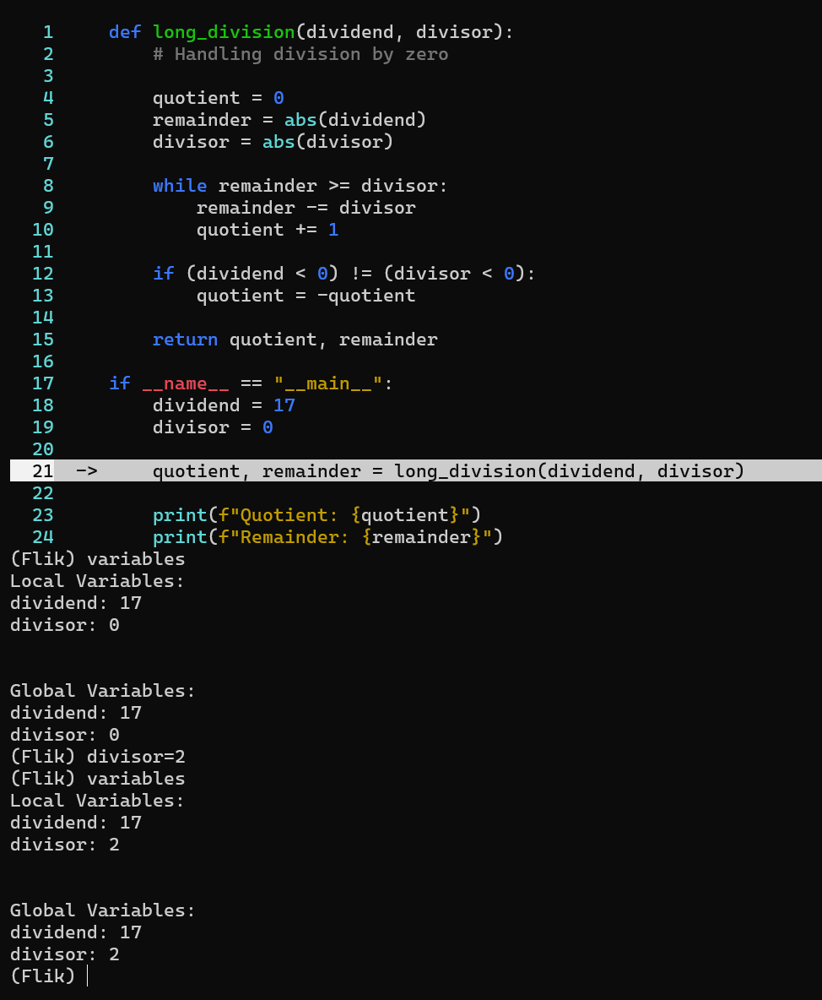 1     def long_division(dividend, divisor):
2         # Handling division by zero
3
4         quotient = 0
5         remainder = abs(dividend)
6         divisor = abs(divisor)
7
8         while remainder >= divisor:
9             remainder -= divisor
10            quotient += 1
11
12        if (dividend < 0) != (divisor < 0):
13            quotient = -quotient
14
15        return quotient, remainder
16
17    if __name__ == "__main__":
18        dividend = 17
19        divisor = 0
20
21  ->    quotient, remainder = long_division(dividend, divisor)
22
23        print(f"Quotient: {quotient}")
24        print(f"Remainder: {remainder}")
(Flik) variables
Local Variables:
dividend: 17
divisor: 0
Global Variables:
dividend: 17
divisor: 0
(Flik) divisor=2
(Flik) variables
Local Variables:
dividend: 17
divisor: 2
Global Variables:
dividend: 17
divisor: 2
(Flik)